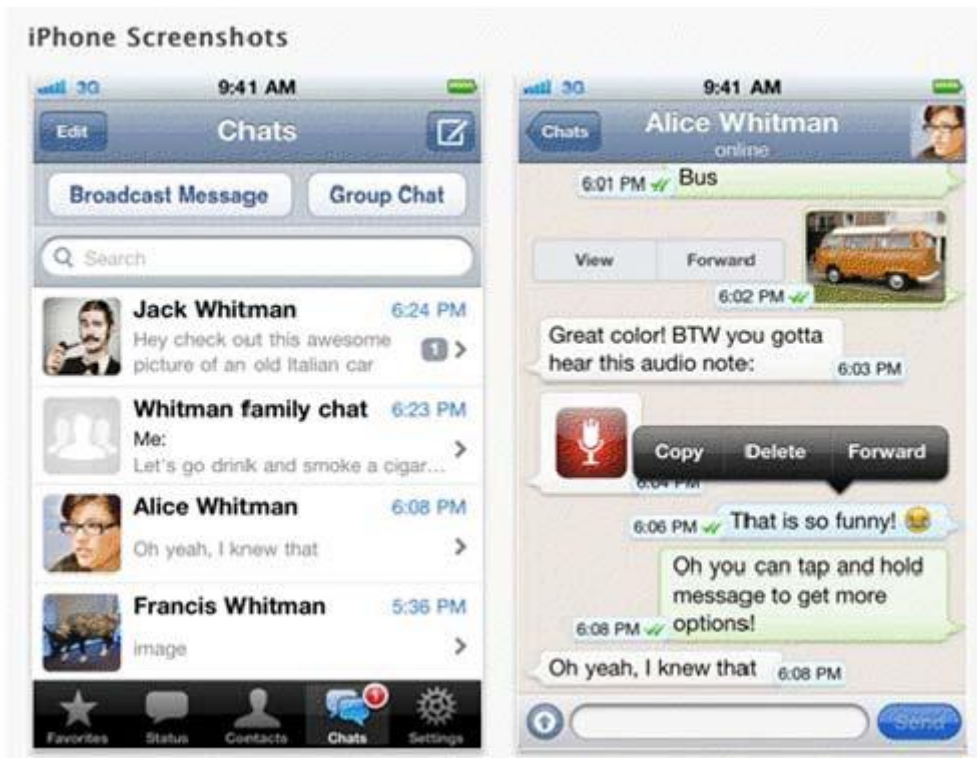 iPhone Screenshots
3G 9:41 AM
Edit Chats
Broadcast Message Group Chat
Search
Jack Whitman 6:24 PM
Hey check out this awesome
picture of an old Italian car
1
Whitman family chat 6:23 PM
Me:
Let's go drink and smoke a cigar...
Alice Whitman 6:08 PM
Oh yeah, I knew that
Francis Whitman 5:36 PM
image
1
Favorites Status Contacts Chats Settings
3G 9:41 AM
Chats Alice Whitman
online
6:01 PM Bus
View Forward
6:02 PM
Great color! BTW you gotta
hear this audio note:
6:03 PM
Copy Delete Forward
6:04 PM
6:06 PM That is so funny!
Oh you can tap and hold
message to get more
6:08 PM options!
Oh yeah, I knew that 6:08 PM
Send